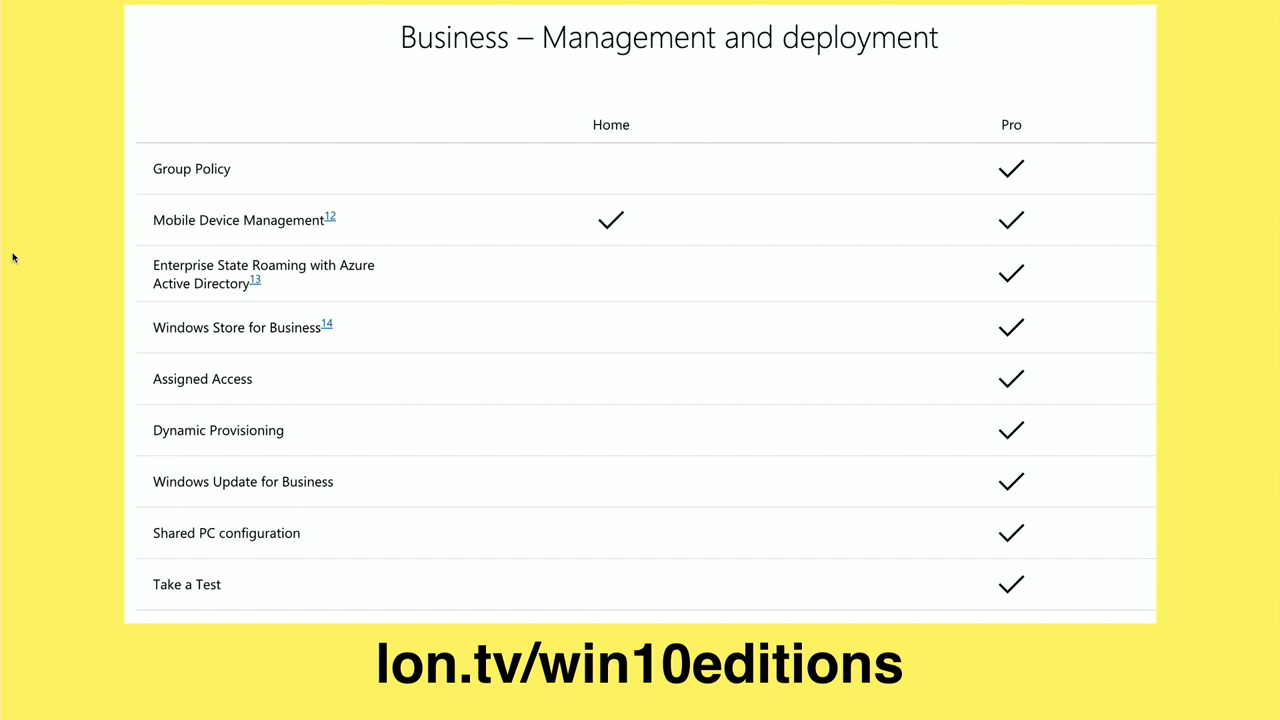 Business – Management and deployment
Home Pro
Group Policy
Mobile Device Management12
Enterprise State Roaming with Azure
Active Directory13
Windows Store for Business14
Assigned Access
Dynamic Provisioning
Windows Update for Business
Shared PC configuration
Take a Test
lon.tv/win10editions